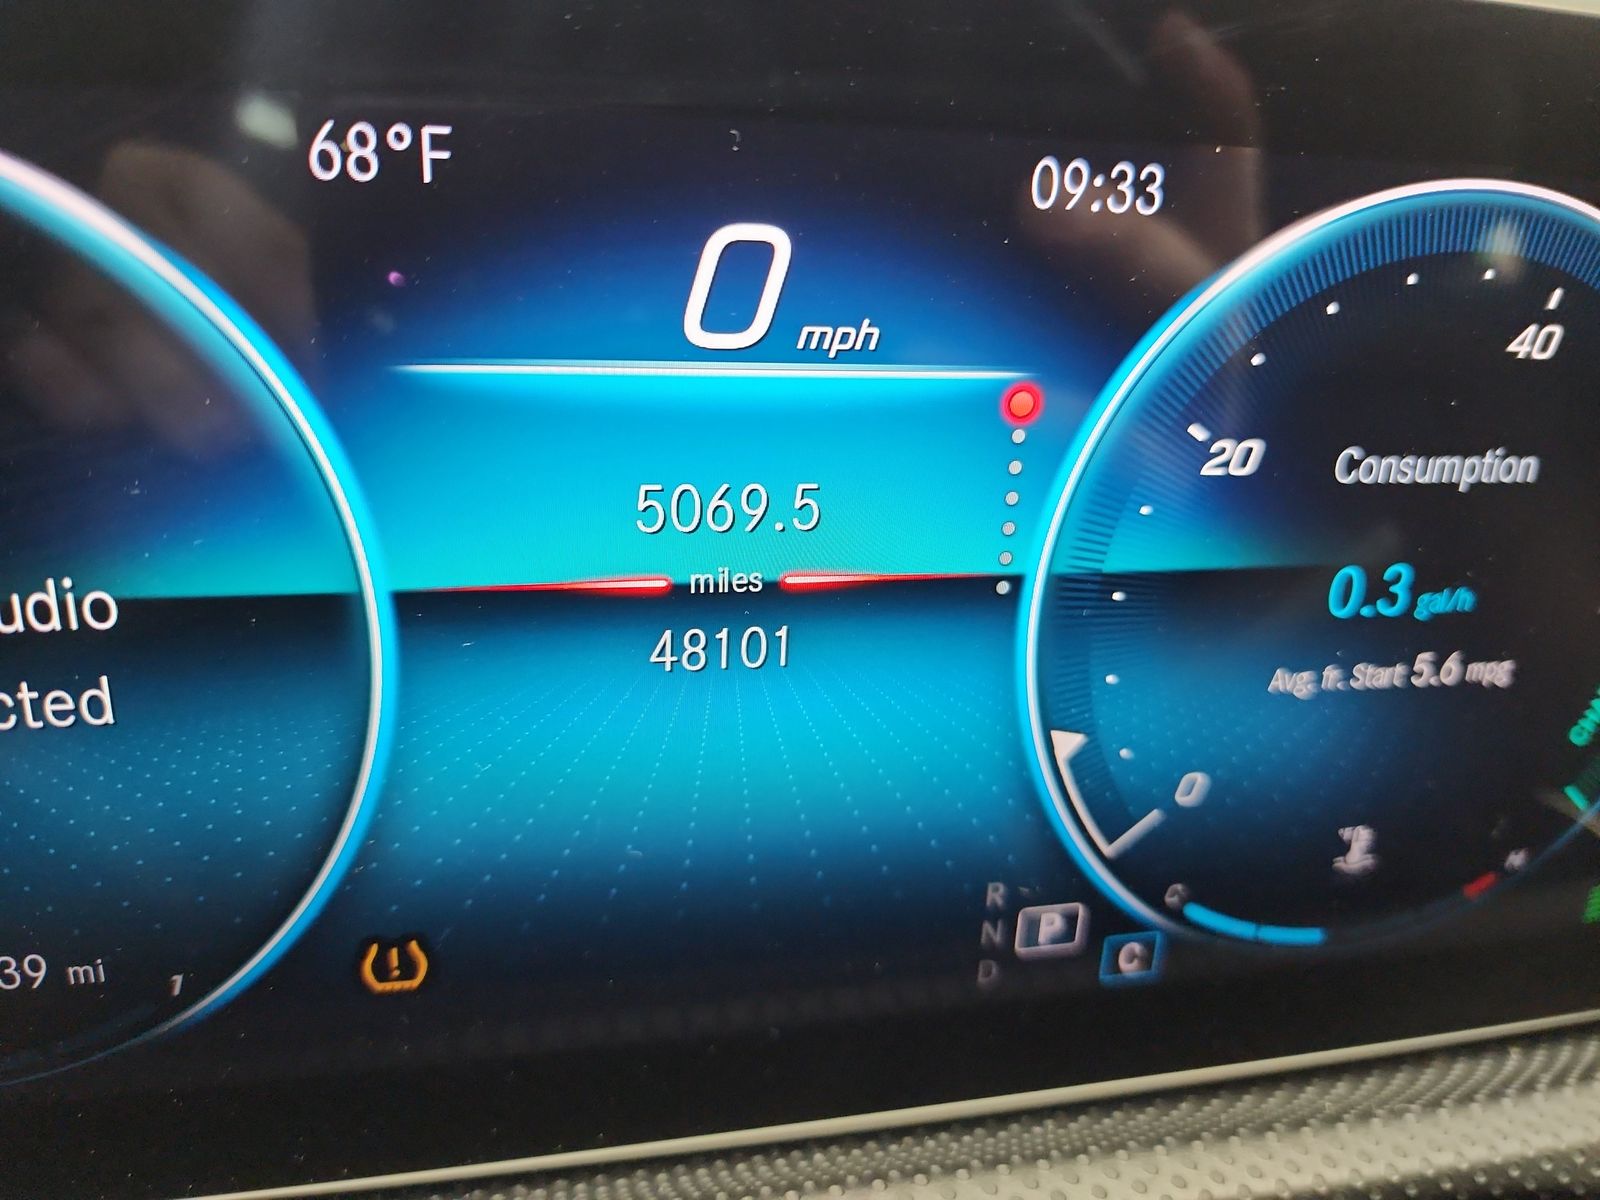 68°F
09:33
0 mph
40
20
Consumption
5069.5
miles
0.3 gal/h
udio
48101
Avg. fr. Start 5.6 mpg
cted
0
R
N P
D C
39 mi
1
C
H